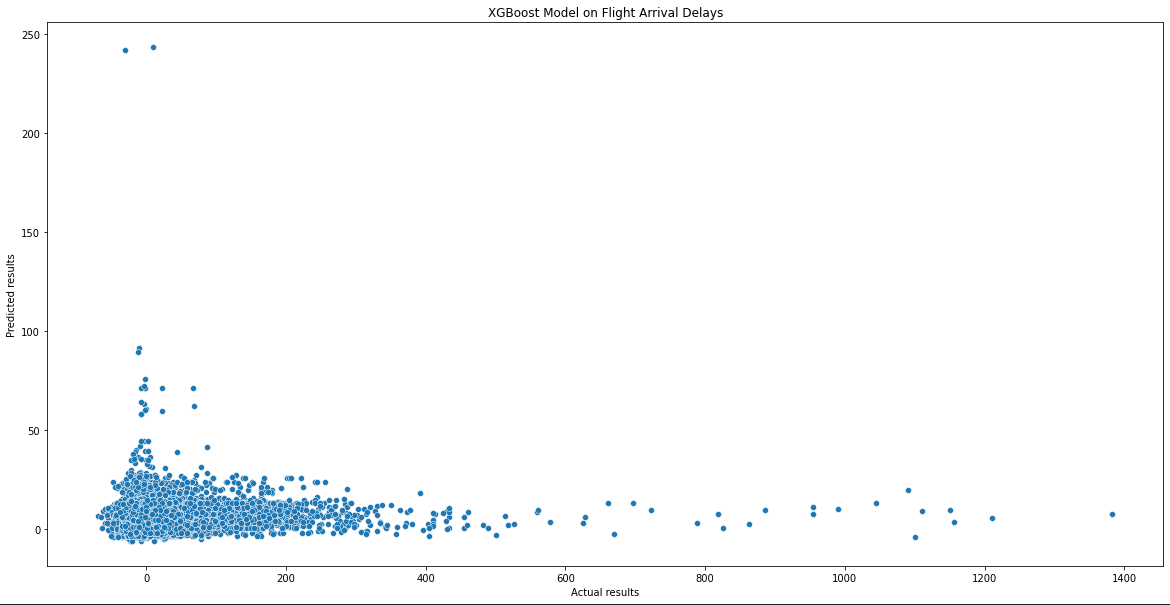 XGBoost Model on Flight Arrival Delays
250
200
150
100
50
0
Predicted results
0 200 400 600 800 1000 1200 1400
Actual results